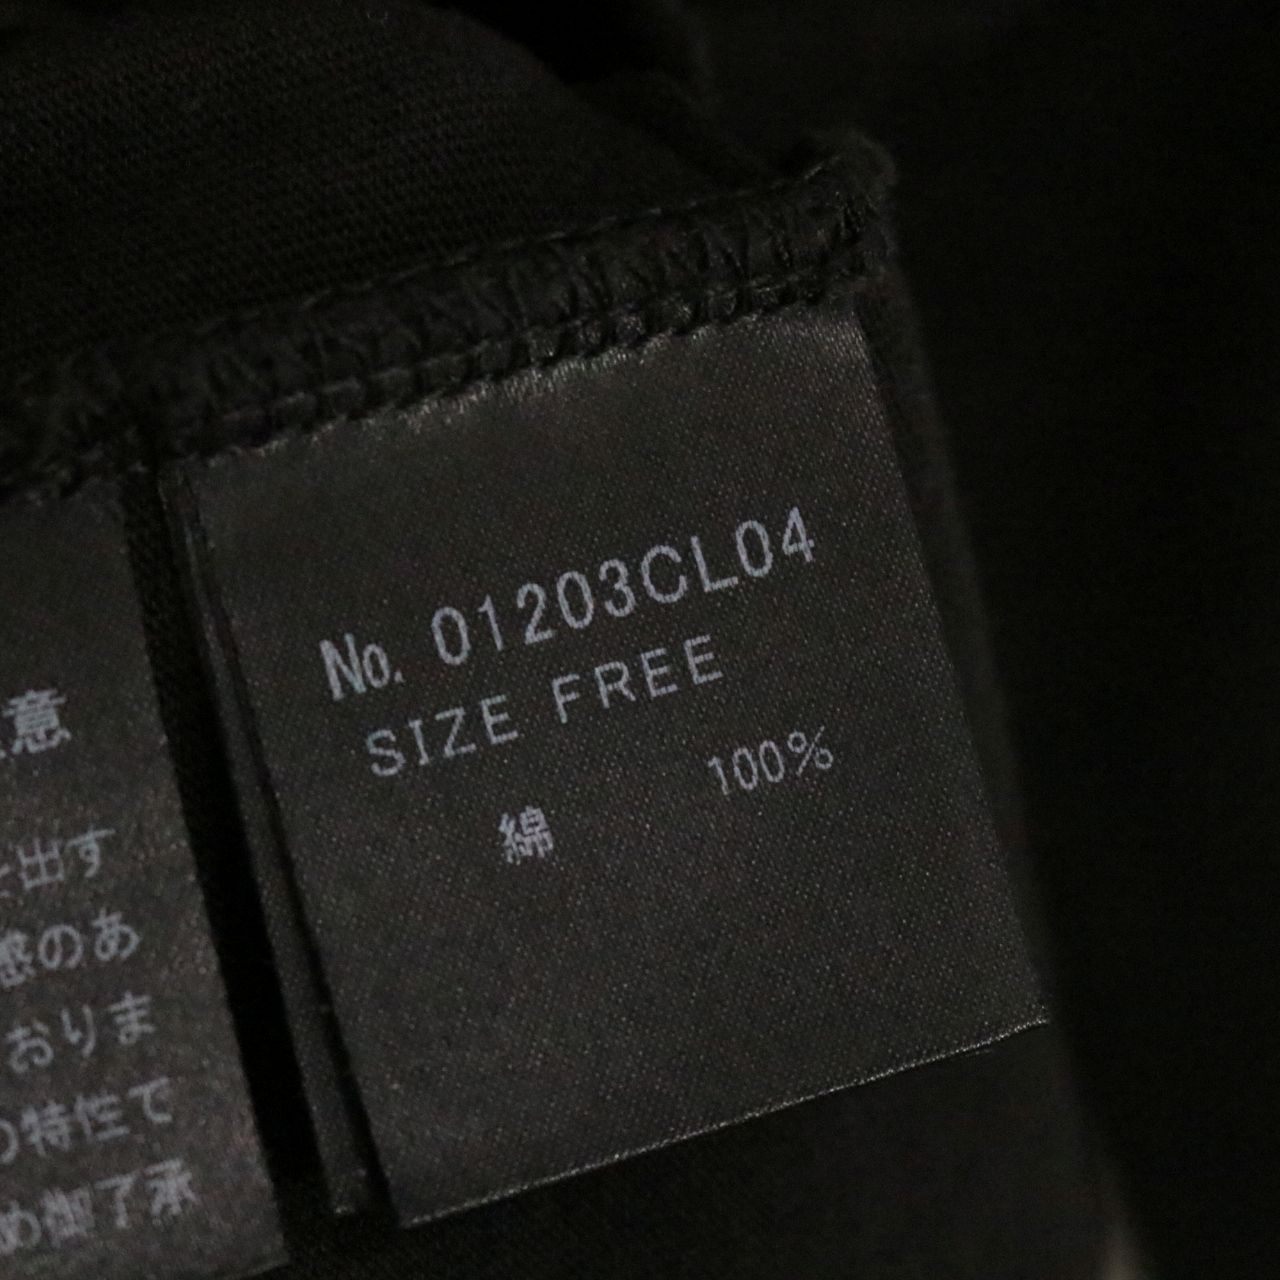 意
出す
感のあ
おりま
の特性で
め御了承
No. 01203CL04
SIZE FREE
綿 100%